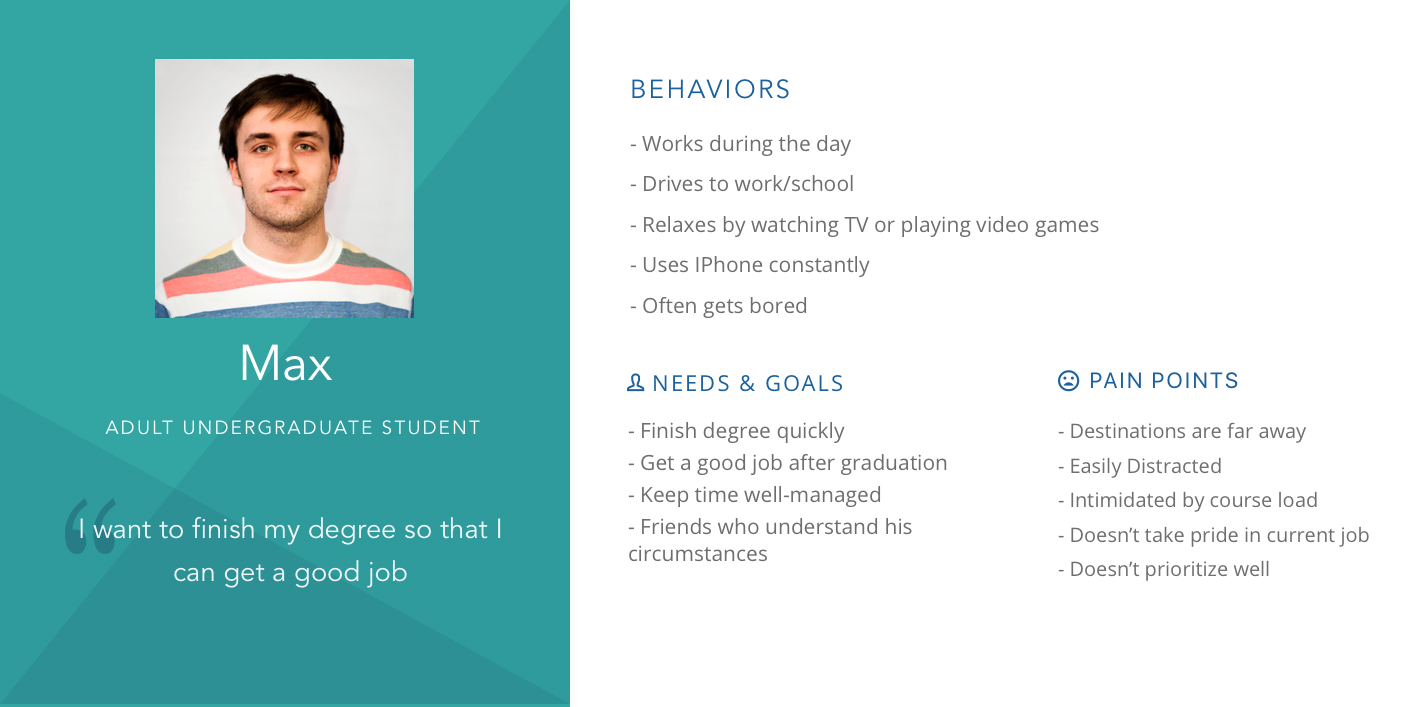 Max
ADULT UNDERGRADUATE STUDENT
“
I want to finish my degree so that I
can get a good job
BEHAVIORS
- Works during the day
- Drives to work/school
- Relaxes by watching TV or playing video games
- Uses IPhone constantly
- Often gets bored
NEEDS & GOALS
- Finish degree quickly
- Get a good job after graduation
- Keep time well-managed
- Friends who understand his
circumstances
PAIN POINTS
- Destinations are far away
- Easily Distracted
- Intimidated by course load
- Doesn’t take pride in current job
- Doesn’t prioritize well